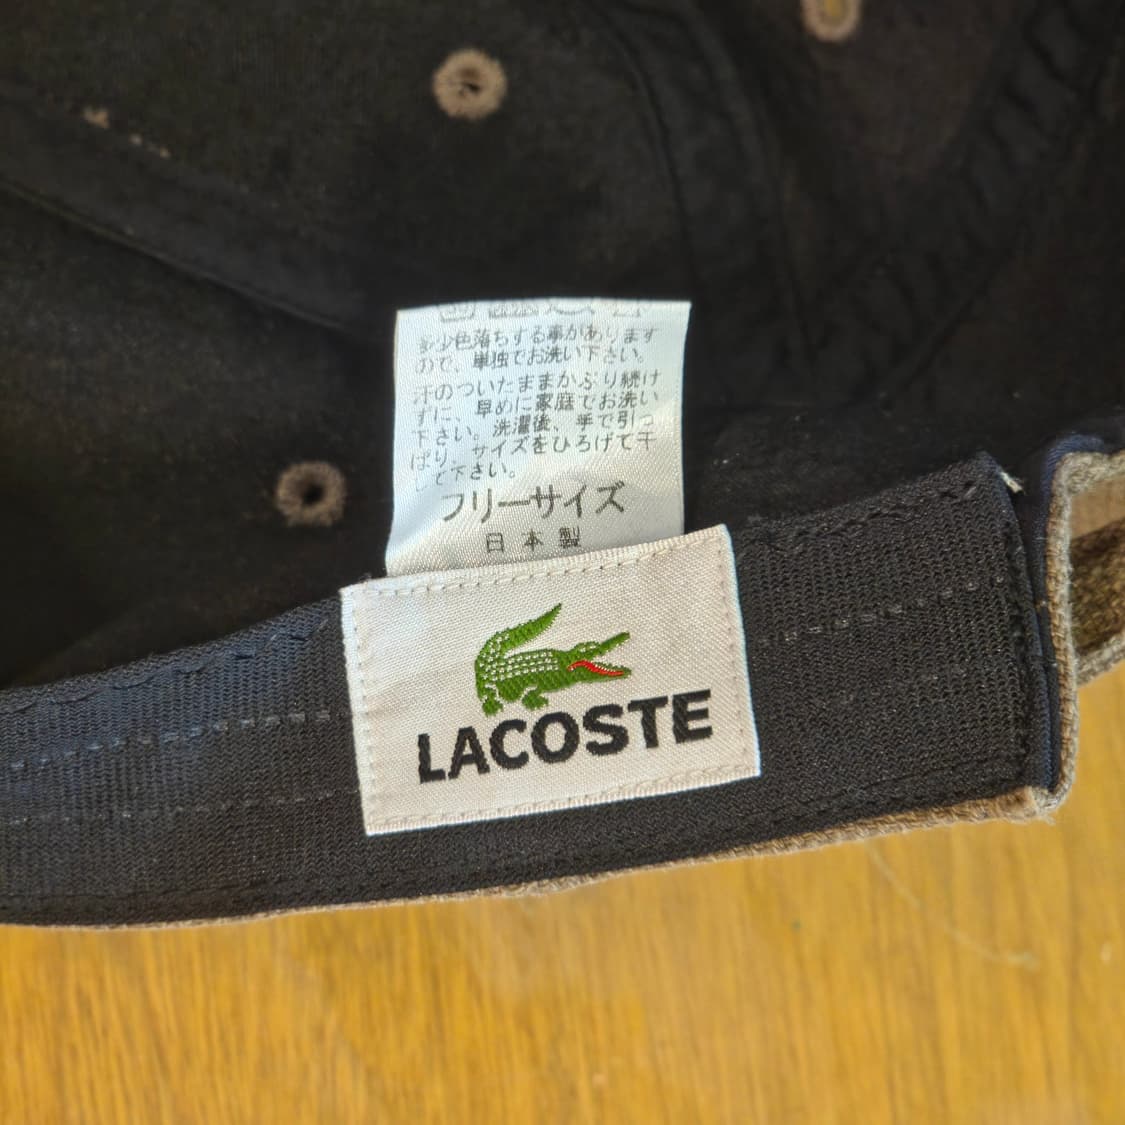 多少色落ちする事があります
ので、単独でお洗い下さい。
汗のついたままかぶり続け
ずに、早めに家庭でお洗い
下さい。洗濯後、手で引っ
ぱり、サイズをひろげて干
して下さい。
フリーサイズ
日本製
LACOSTE